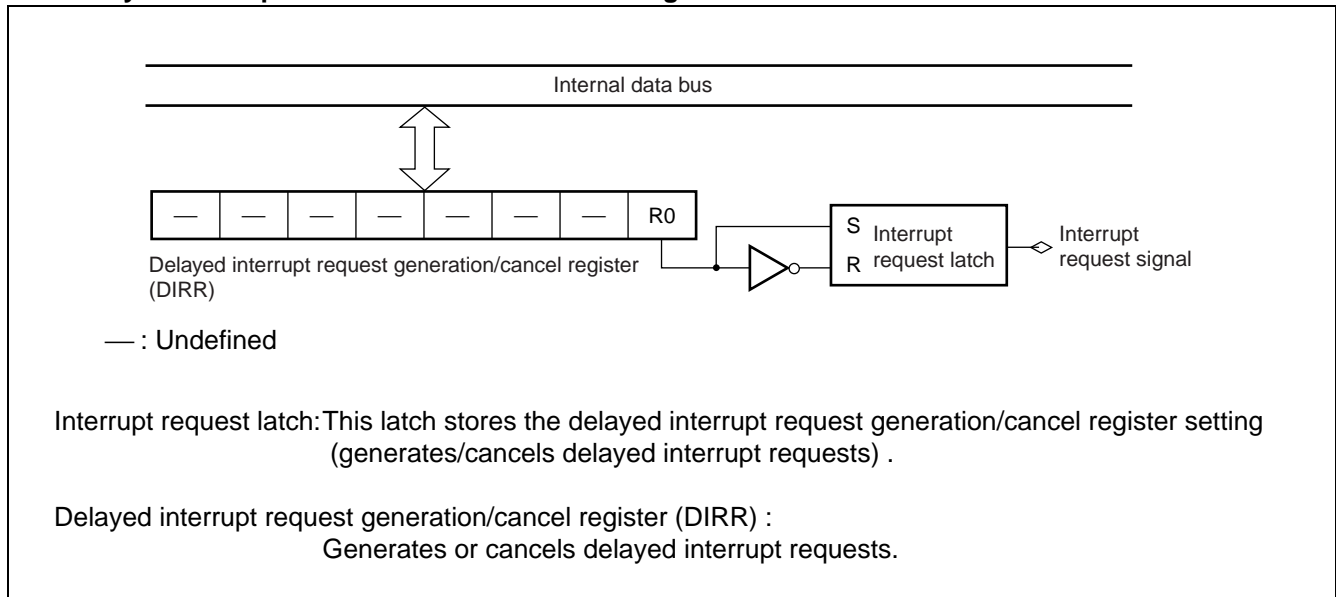 Internal data bus
— — — — — — — R0
Delayed interrupt request generation/cancel register
(DIRR)
S Interrupt
R request latch
Interrupt
request signal
— : Undefined
Interrupt request latch:This latch stores the delayed interrupt request generation/cancel register setting
(generates/cancels delayed interrupt requests) .
Delayed interrupt request generation/cancel register (DIRR) :
Generates or cancels delayed interrupt requests.